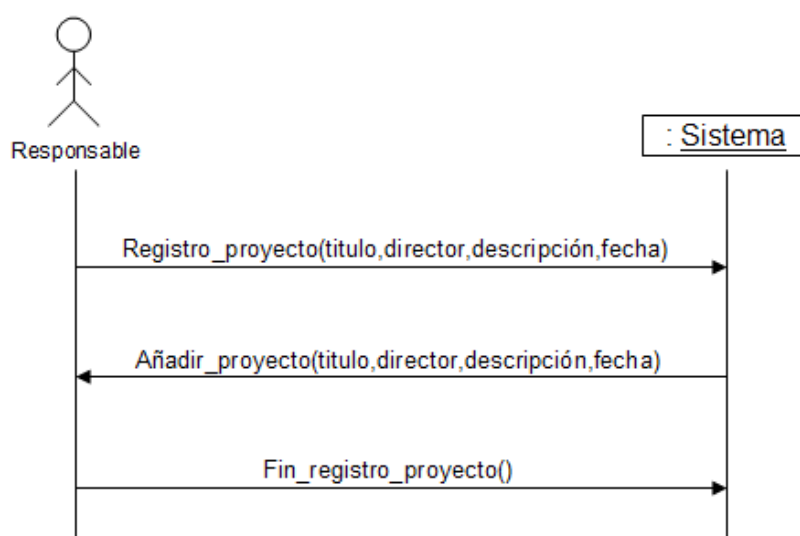 Responsable
: Sistema
Registro_proyecto(titulo,director,descripción,fecha)
Añadir_proyecto(titulo,director,descripción,fecha)
Fin_registro_proyecto()